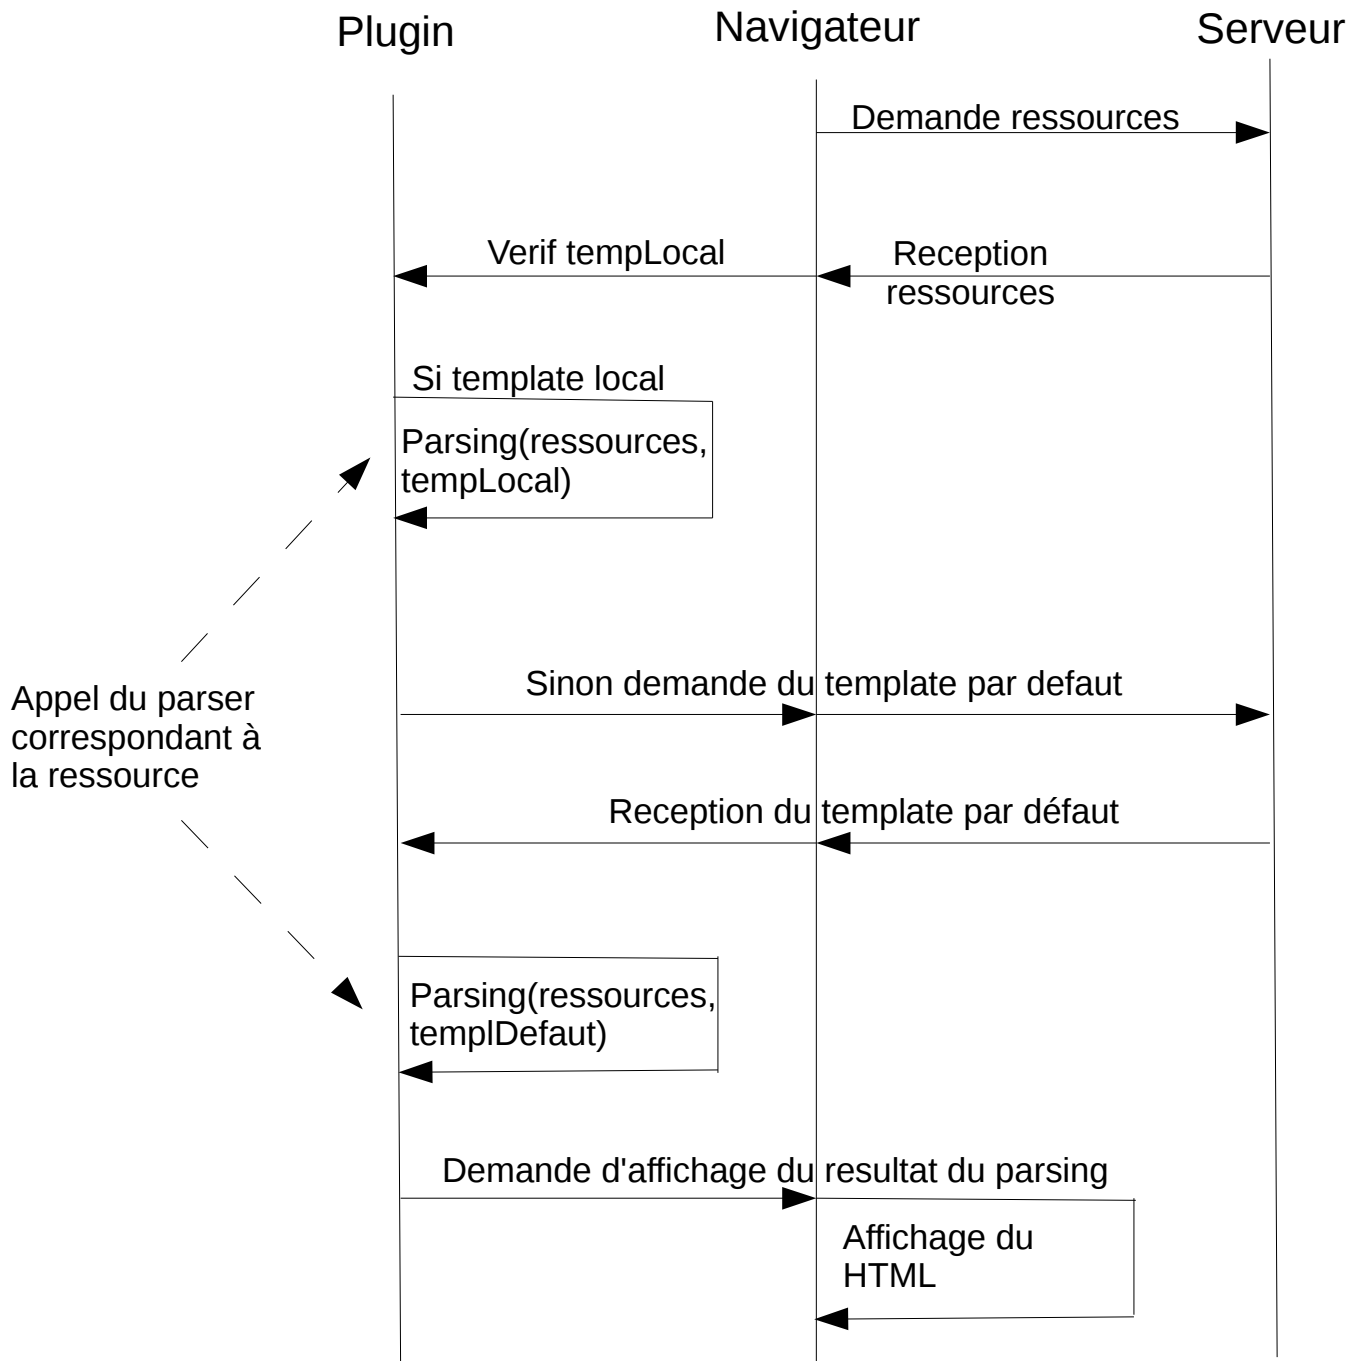 Plugin
Navigateur
Serveur
Demande ressources
Verif tempLocal
Reception
ressources
Si template local
Parsing(ressources,
tempLocal)
Sinon demande du template par defaut
Appel du parser
correspondant à
la ressource
Reception du template par défaut
Parsing(ressources,
templDefaut)
Demande d'affichage du resultat du parsing
Affichage du
HTML